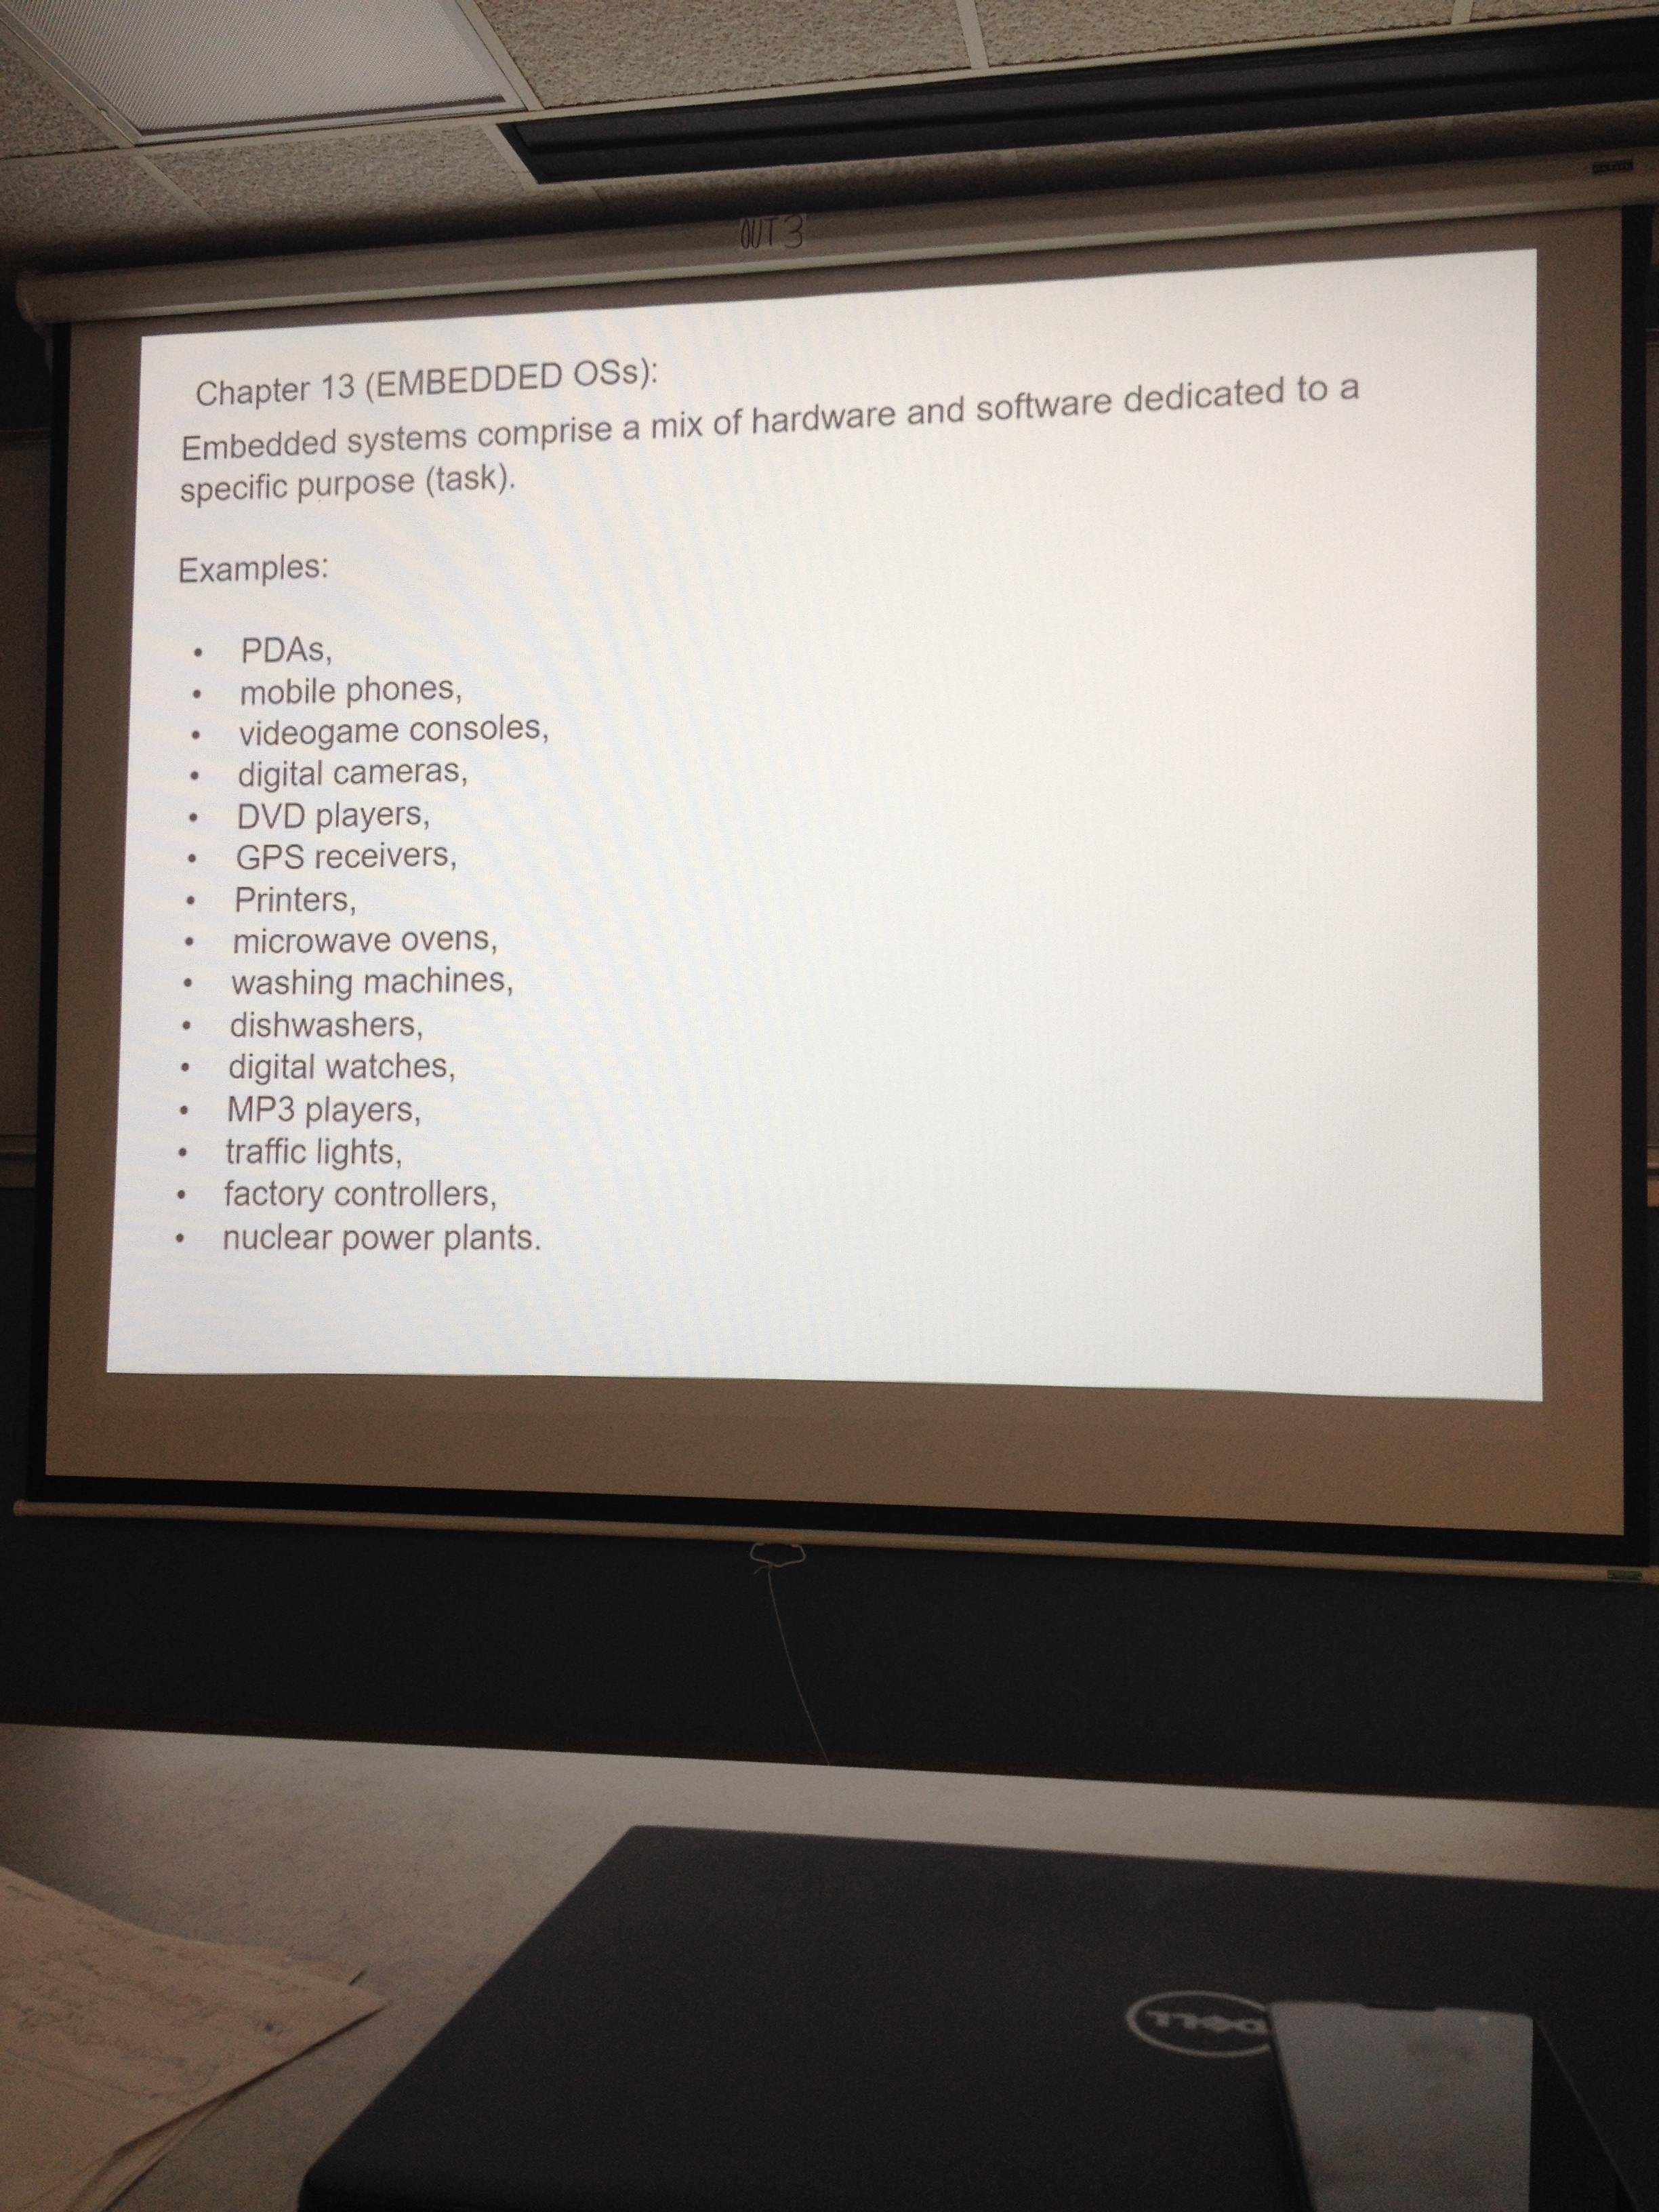 OUT 3
Chapter 13 (EMBEDDED OSs):
Embedded systems comprise a mix of hardware and software dedicated to a
specific purpose (task).
Examples:
• PDAs,
• mobile phones,
• videogame consoles,
• digital cameras,
• DVD players,
• GPS receivers,
• Printers,
• microwave ovens,
• washing machines,
• dishwashers,
• digital watches,
• MP3 players,
• traffic lights,
• factory controllers,
• nuclear power plants.
DELL